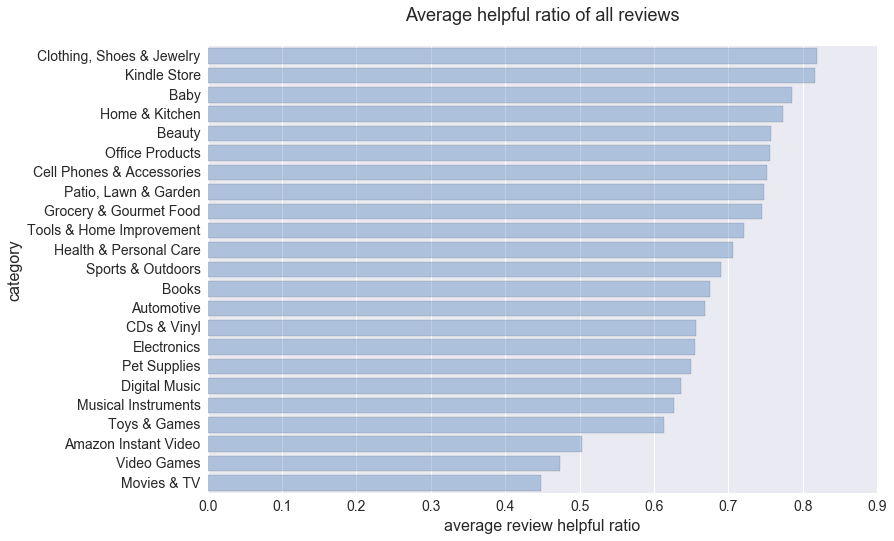 Average helpful ratio of all reviews
Clothing, Shoes & Jewelry
Kindle Store
Baby
Home & Kitchen
Beauty
Office Products
Cell Phones & Accessories
Patio, Lawn & Garden
Grocery & Gourmet Food
Tools & Home Improvement
Health & Personal Care
Sports & Outdoors
Books
Automotive
CDs & Vinyl
Electronics
Pet Supplies
Digital Music
Musical Instruments
Toys & Games
Amazon Instant Video
Video Games
Movies & TV
category
0.0 0.1 0.2 0.3 0.4 0.5 0.6 0.7 0.8 0.9
average review helpful ratio